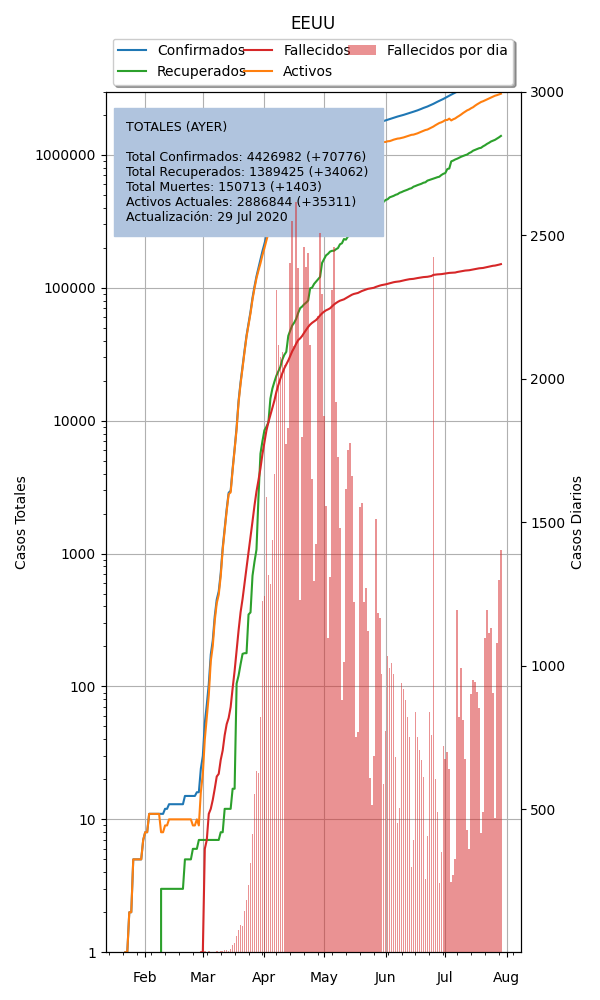 EEUU
Confirmados Fallecidos Fallecidos por dia
Recuperados Activos
TOTALES (AYER)
Total Confirmados: 4426982 (+70776)
Total Recuperados: 1389425 (+34062)
Total Muertes: 150713 (+1403)
Activos Actuales: 2886844 (+35311)
Actualización: 29 Jul 2020
Casos Totales
1000000
100000
10000
1000
100
10
1
3000
2500
2000
1500
1000
500
Casos Diarios
Feb Mar Apr May Jun Jul Aug